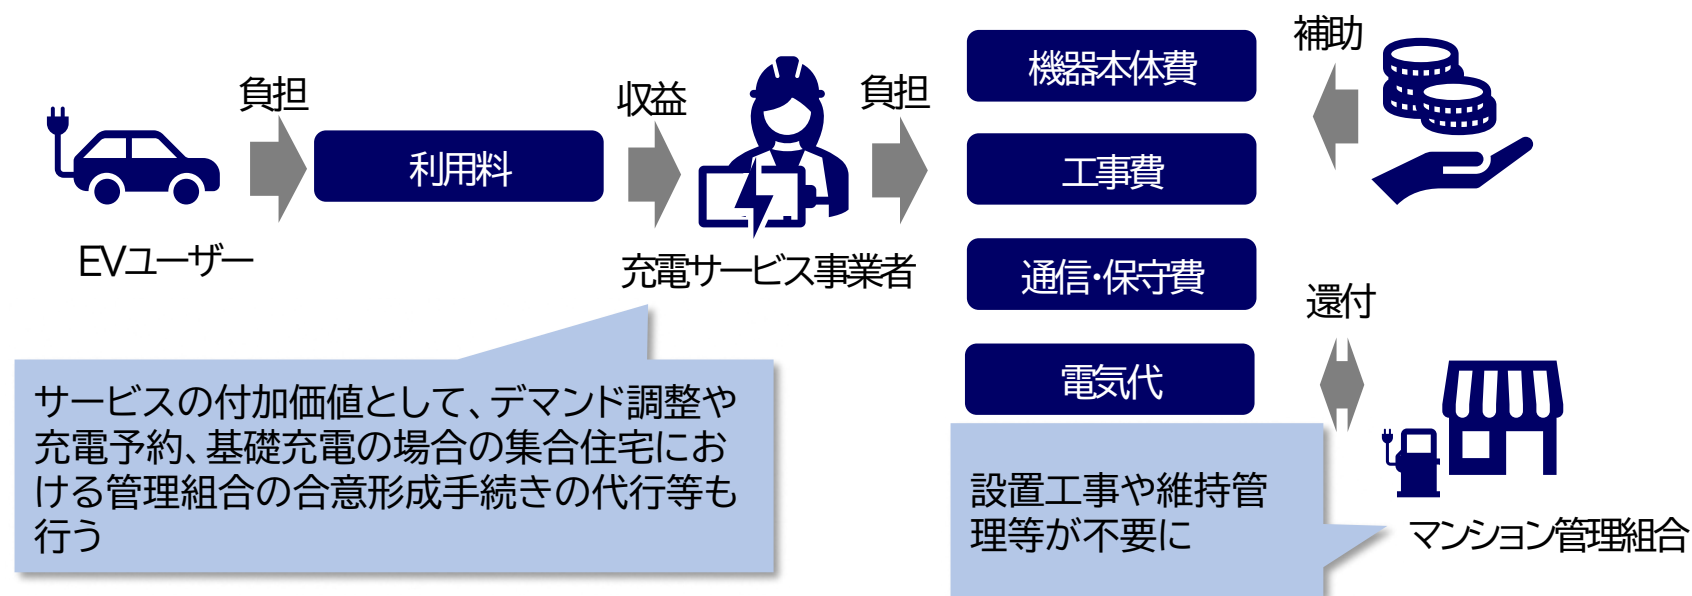 負担
利用料
EVユーザー
収益
充電サービス事業者
負担
機器本体費
工事費
通信・保守費
電気代
補助
還付
マンション管理組合
サービスの付加価値として、デマンド調整や
充電予約、基礎充電の場合の集合住宅にお
ける管理組合の合意形成手続きの代行等も
行う
設置工事や維持管
理等が不要に